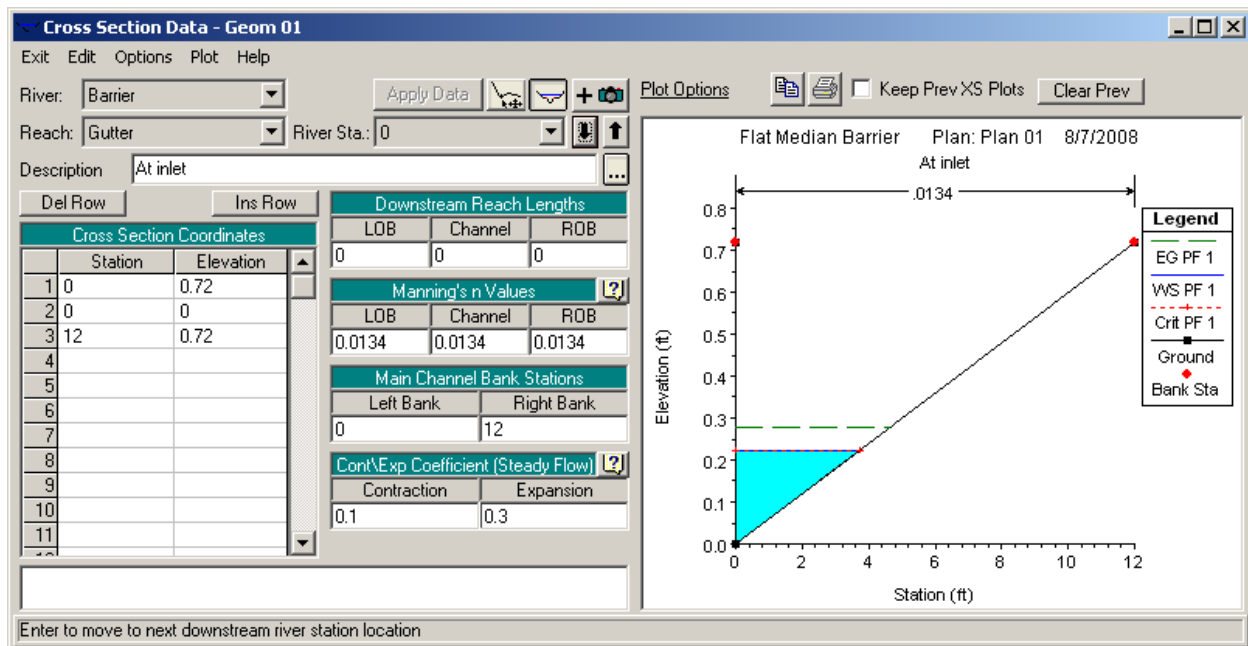 Cross Section Data - Geom 01
Exit Edit Options Plot Help
River: Barrier
Apply Data
Reach: Gutter
River Sta.: 0
Description At inlet
...
Del Row
Ins Row
Cross Section Coordinates
Station Elevation
1 0 0.72
2 0 0
3 12 0.72
4
5
6
7
8
9
10
11
Downstream Reach Lengths
LOB Channel ROB
0 0 0
Manning's n Values
LOB Channel ROB
0.0134 0.0134 0.0134
Main Channel Bank Stations
Left Bank Right Bank
0 12
Cont\Exp Coefficient (Steady Flow)
Contraction Expansion
0.1 0.3
Plot Options
Keep Prev XS Plots
Clear Prev
Flat Median Barrier Plan: Plan 01 8/7/2008
At inlet
.0134
0.8
0.7
0.6
0.5
0.4
0.3
0.2
0.1
0.0
Elevation (ft)
0 2 4 6 8 10 12
Station (ft)
Legend
EG PF 1
WS PF 1
Crit PF 1
Ground
Bank Sta
Enter to move to next downstream river station location